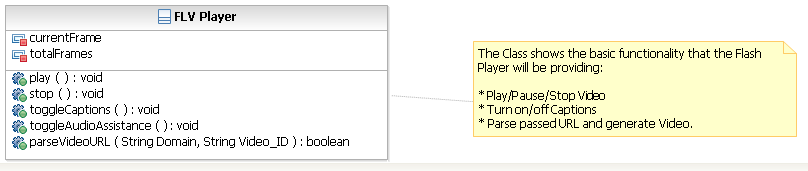 FLV Player
currentFrame
totalFrames
play ( ) : void
stop ( ) : void
toggleCaptions ( ) : void
toggleAudioAssistance ( ) : void
parseVideoURL ( String Domain, String Video_ID ) : boolean
The Class shows the basic functionality that the Flash
Player will be providing:
* Play/Pause/Stop Video
* Turn on/off Captions
* Parse passed URL and generate Video.